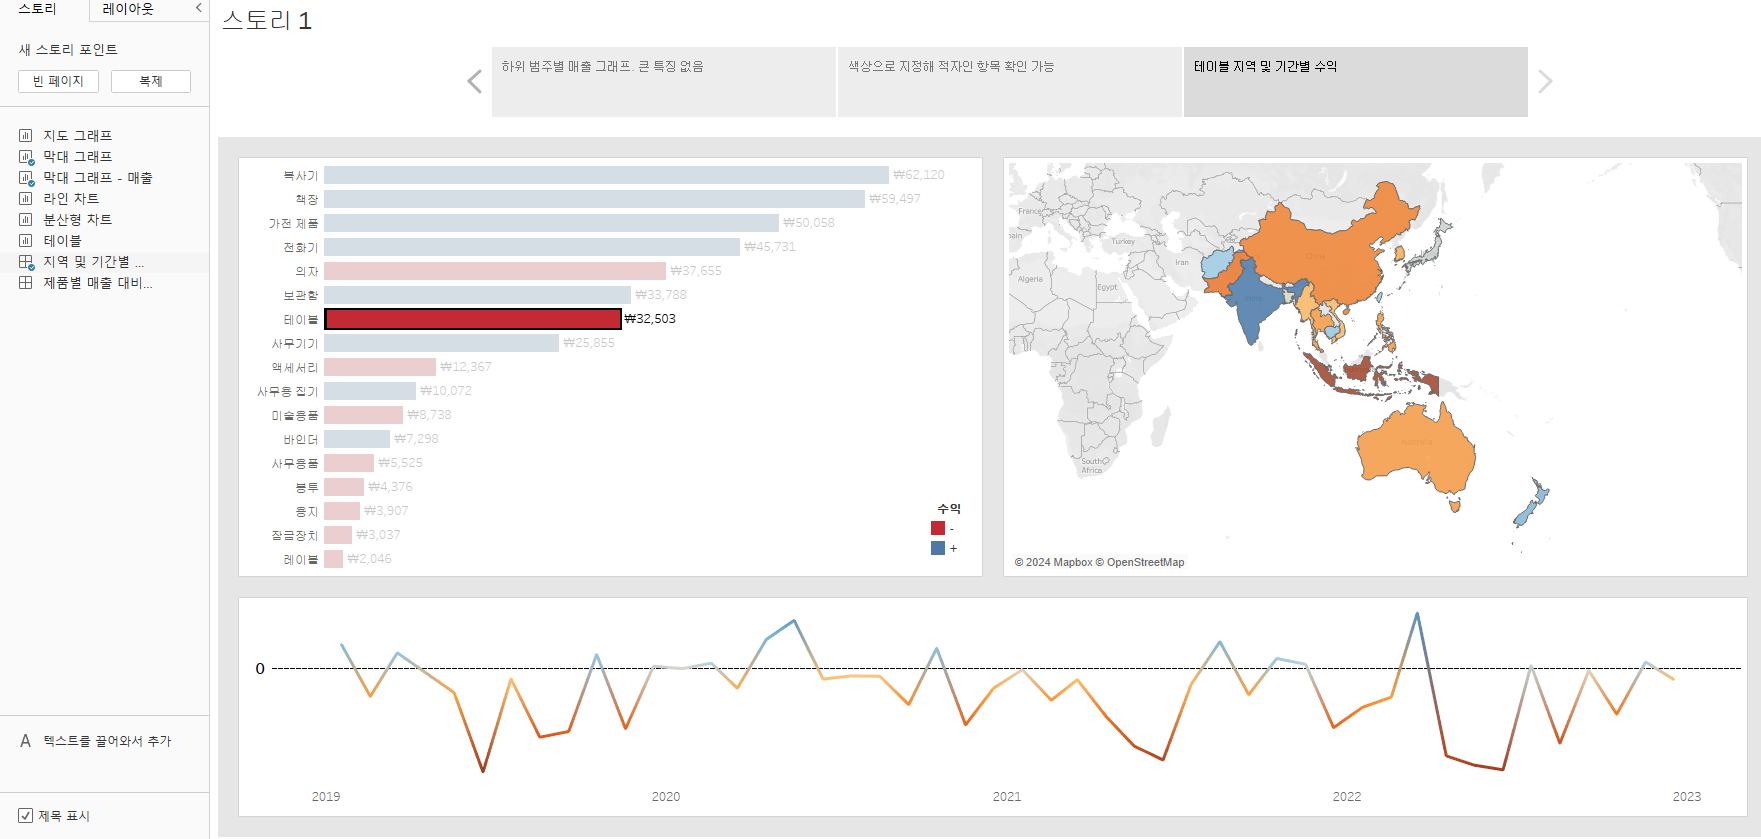 스토리
레이아웃
새 스토리 포인트
빈 페이지
복제
지도 그래프
막대 그래프
막대 그래프 - 매출
라인 차트
분산형 차트
테이블
지역 및 기간별 ...
제품별 매출 대비...
A 텍스트를 끌어와서 추가
제목 표시
스토리 1
하위 범주별 매출 그래프. 큰 특징 없음
색상으로 지정해 적자인 항목 확인 가능
테이블 지역 및 기간별 수익
복사기 ₩62,120
책장 ₩59,497
가전 제품 ₩50,058
전화기 ₩45,731
의자 ₩37,655
보관함 ₩33,788
테이블 ₩32,503
사무기기 ₩25,855
액세서리 ₩12,367
사무용 집기 ₩10,072
미술용품 ₩8,738
바인더 ₩7,298
사무용품 ₩5,525
봉투 ₩4,376
용지 ₩3,907
잠금장치 ₩3,037
레이블 ₩2,046
수익
-
+
France
Turkey
Iran
Algeria
Egypt
China
India
Australia
South
Africa
© 2024 Mapbox © OpenStreetMap
0
2019
2020
2021
2022
2023